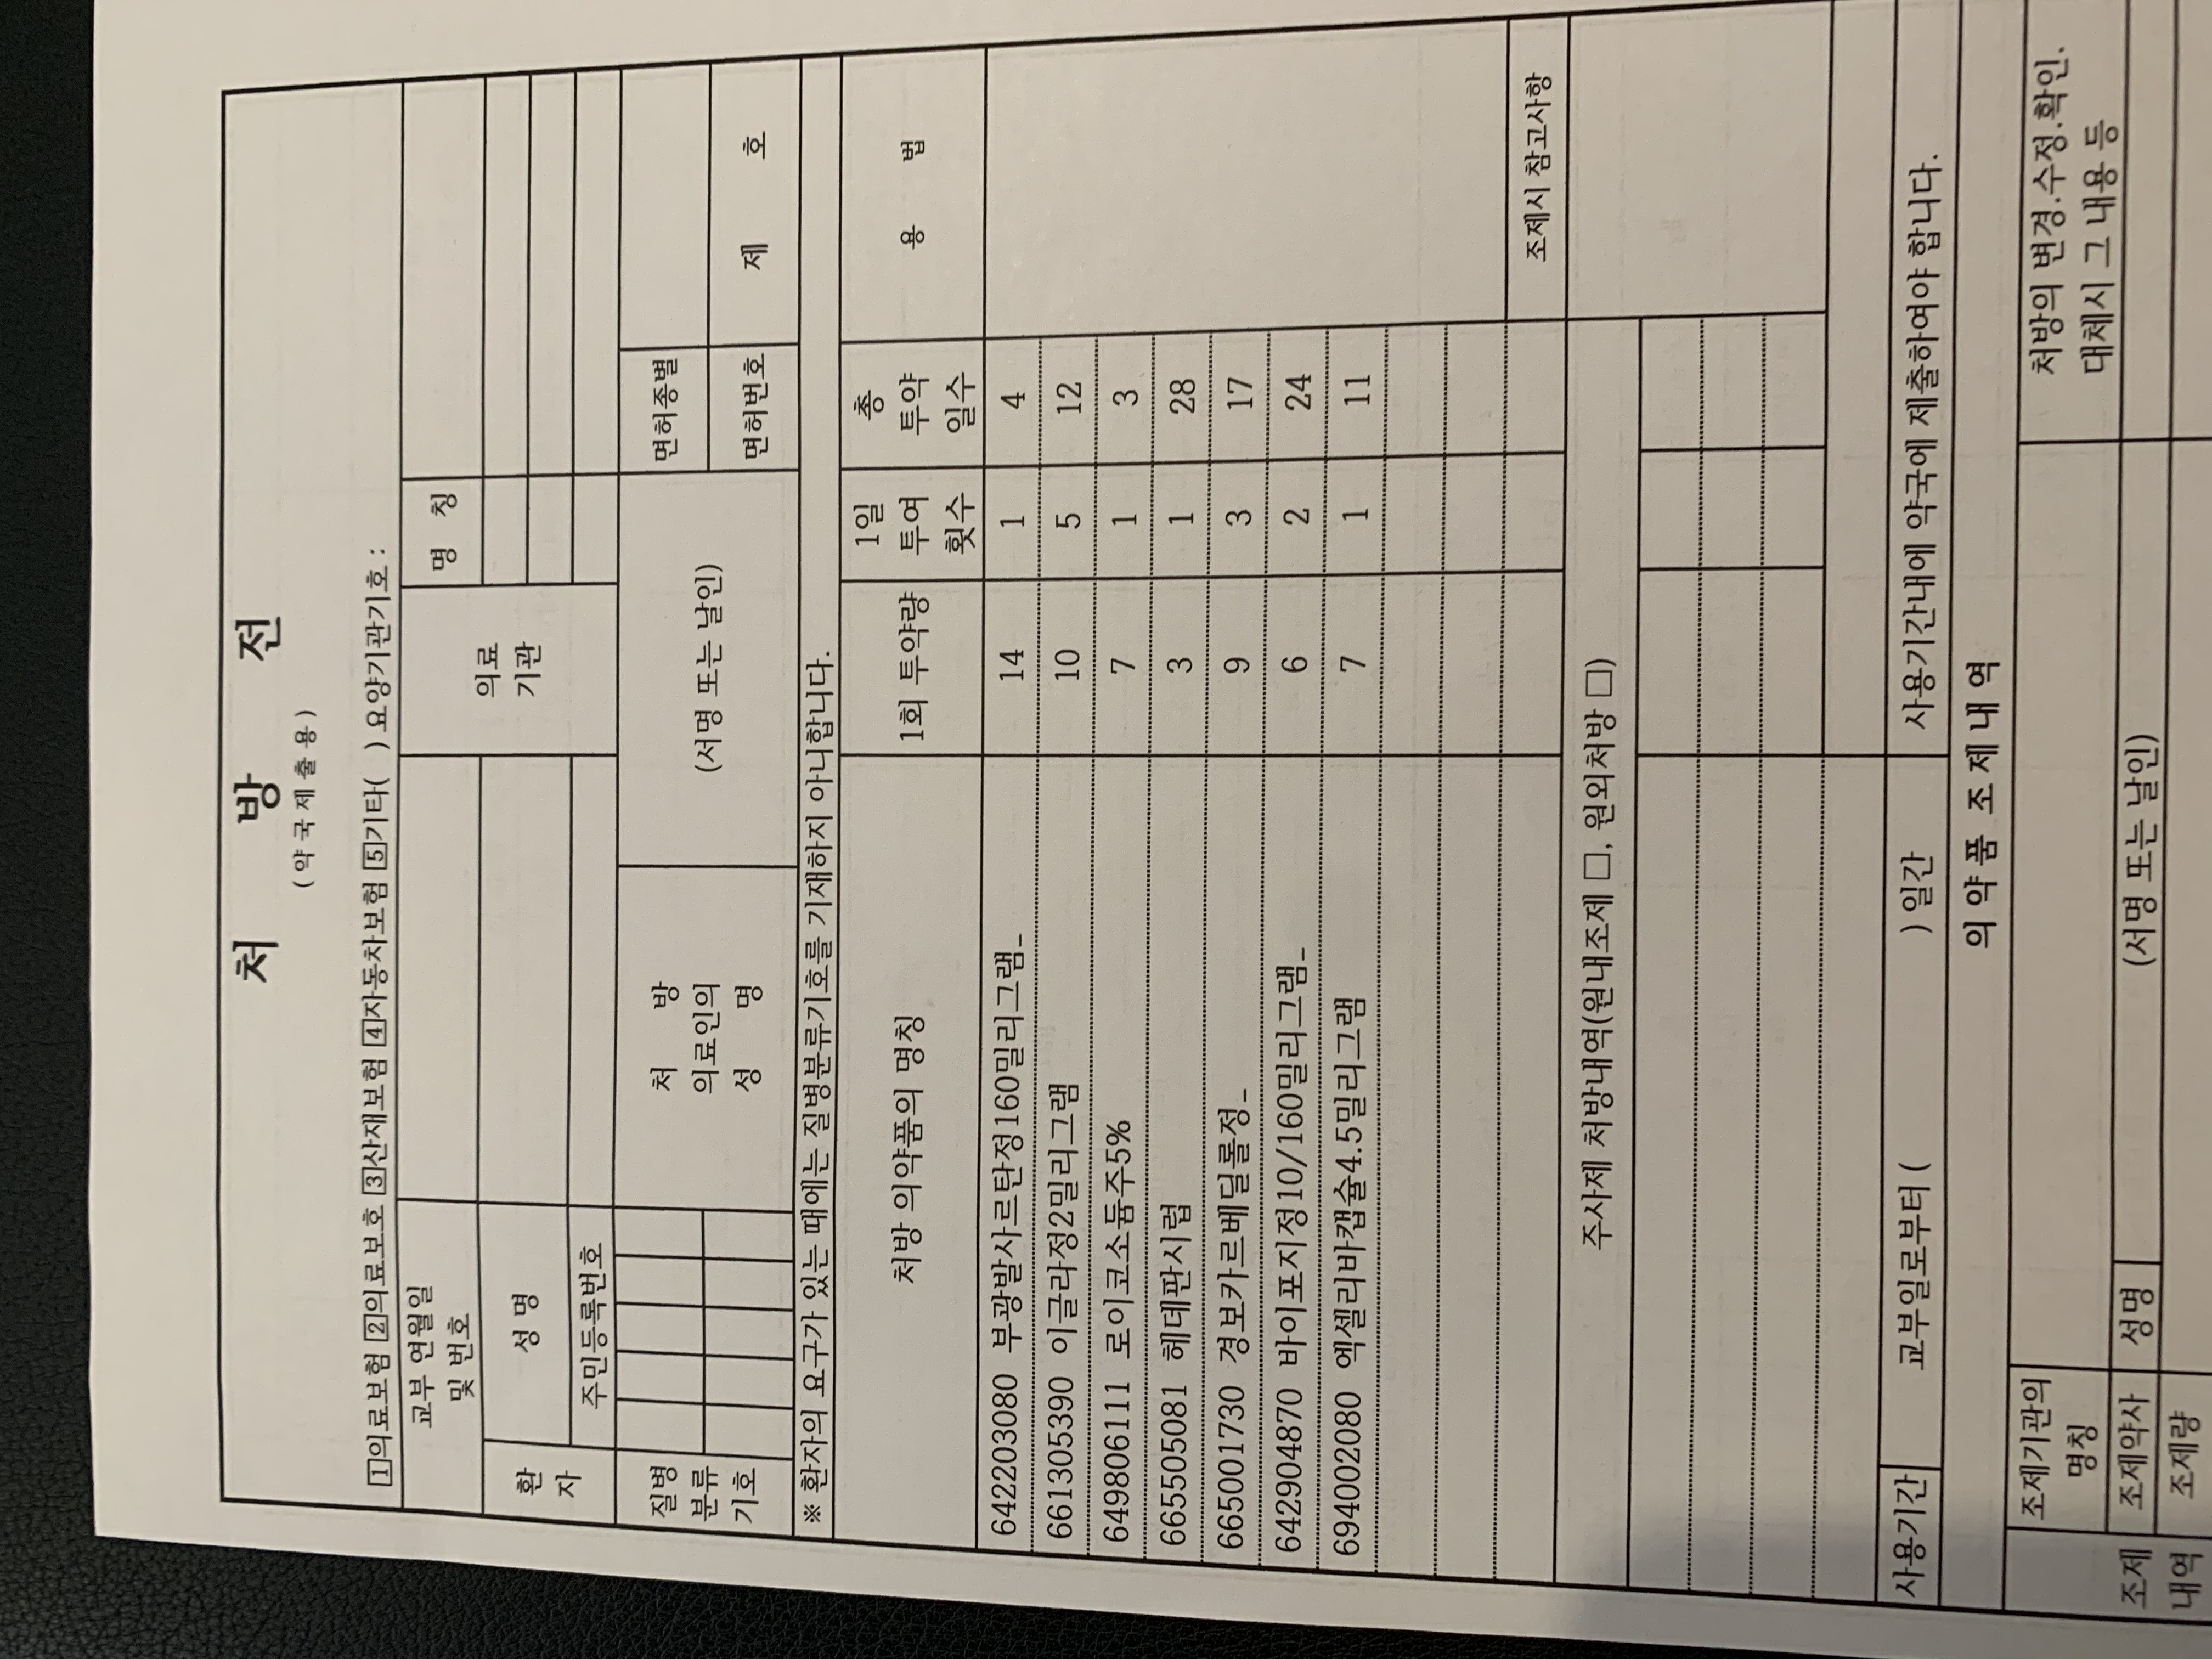 처 방 전
(약국제출용)
1의료보험 2의료보호 3산재보험 4자동차보험 5기타( ) 요양기관기호 :
교부 연월일
및 번호
의료
기관
명 칭
환
자
성 명
주민등록번호
질병
분류
기호
처 방
의료인의
성 명
(서명 또는 날인)
면허종별
면허번호
제 호
※ 환자의 요구가 있는 때에는 질병분류기호를 기재하지 아니합니다.
처방 의약품의 명칭
1회 투약량
1일
투여
횟수
총
투약
일수
용 법
642203080 부광발사르탄정160밀리그램_ 14 1 4
661305390 이글라정2밀리그램 10 5 12
649806111 로이코소듐주5% 7 1 3
665505081 헤데판시럽 3 1 28
665001730 경보카르베딜롤정_ 9 3 17
642904870 바이포지정10/160밀리그램_ 6 2 24
694002080 엑셀리바캡슐4.5밀리그램 7 1 11
조제시 참고사항
주사제 처방내역(원내조제 □, 원외처방 □)
사용기간 교부일로부터 ( ) 일간 사용기간내에 약국에 제출하여야 합니다.
의약품 조제내역
조제
내역
조제기관의
명칭
처방의 변경.수정.확인.
대체시 그 내용 등
조제약사 성명 (서명 또는 날인)
조제량